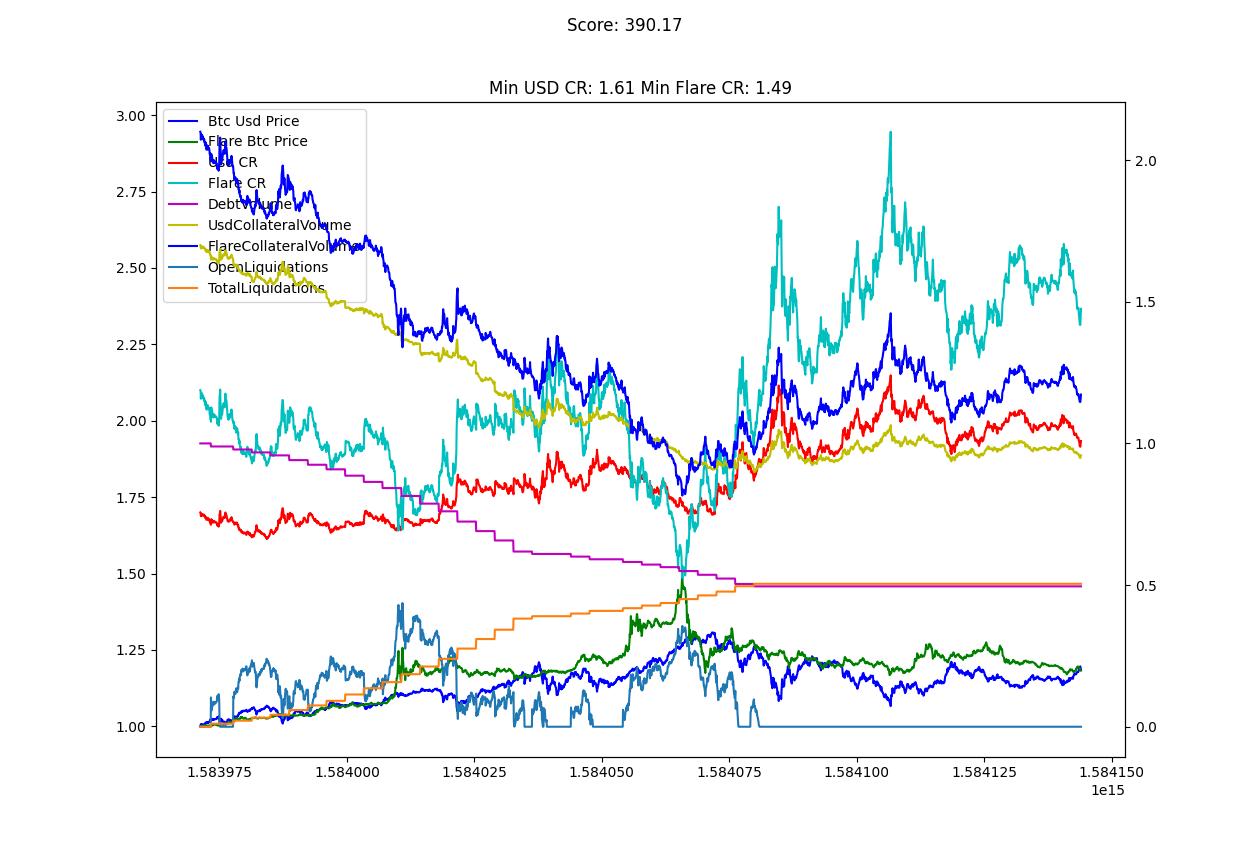 Score: 390.17
Min USD CR: 1.61 Min Flare CR: 1.49
3.00
2.75
2.50
2.25
2.00
1.75
1.50
1.25
1.00
Btc Usd Price
Flare Btc Price
Usd CR
Flare CR
DebtVolume
UsdCollateralVolume
FlareCollateralVolume
OpenLiquidations
TotalLiquidations
2.0
1.5
1.0
0.5
0.0
1.583975 1.584000 1.584025 1.584050 1.584075 1.584100 1.584125 1.584150
1e15